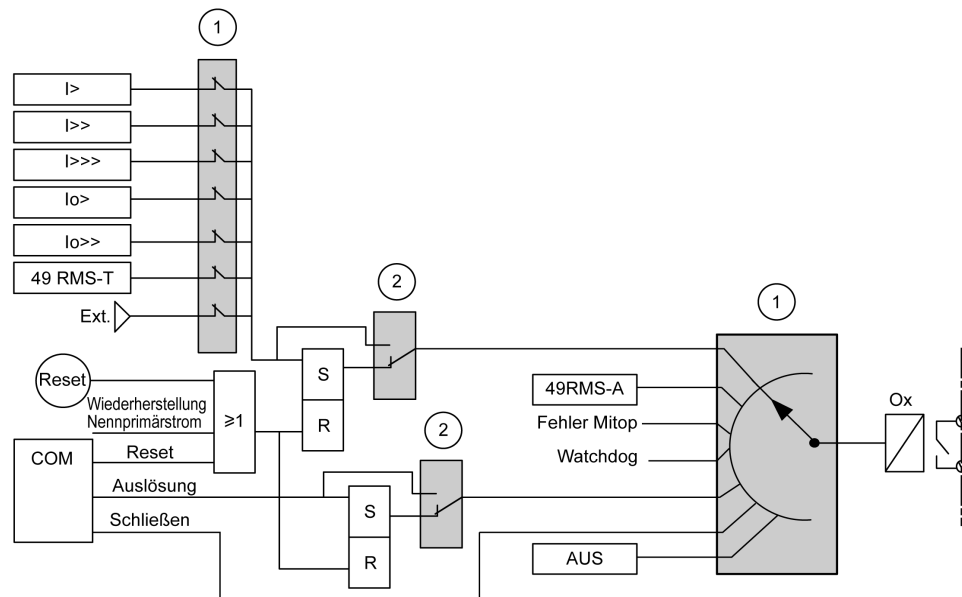 1
I>
I>>
I>>>
Io>
Io>>
49 RMS-T
Ext.
2
1
Reset
Wiederherstellung
Nennprimärstrom
≥1
S
R
49RMS-A
Fehler Mitop
Watchdog
Ox
COM
Reset
Auslösung
Schließen
2
S
R
AUS